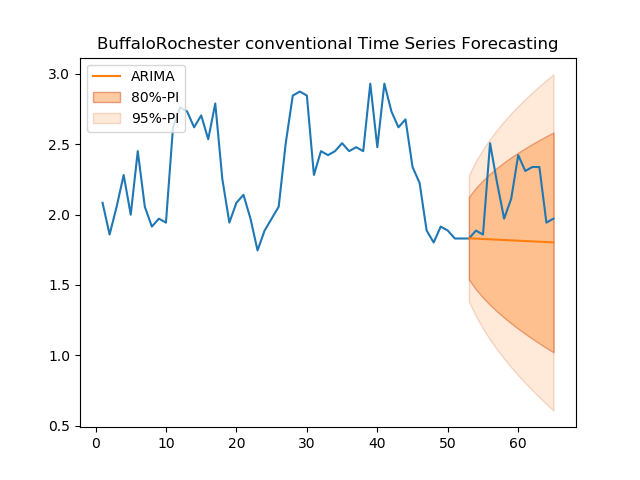 BuffaloRochester conventional Time Series Forecasting
3.0
2.5
2.0
1.5
1.0
0.5
ARIMA
80%-PI
95%-PI
0 10 20 30 40 50 60